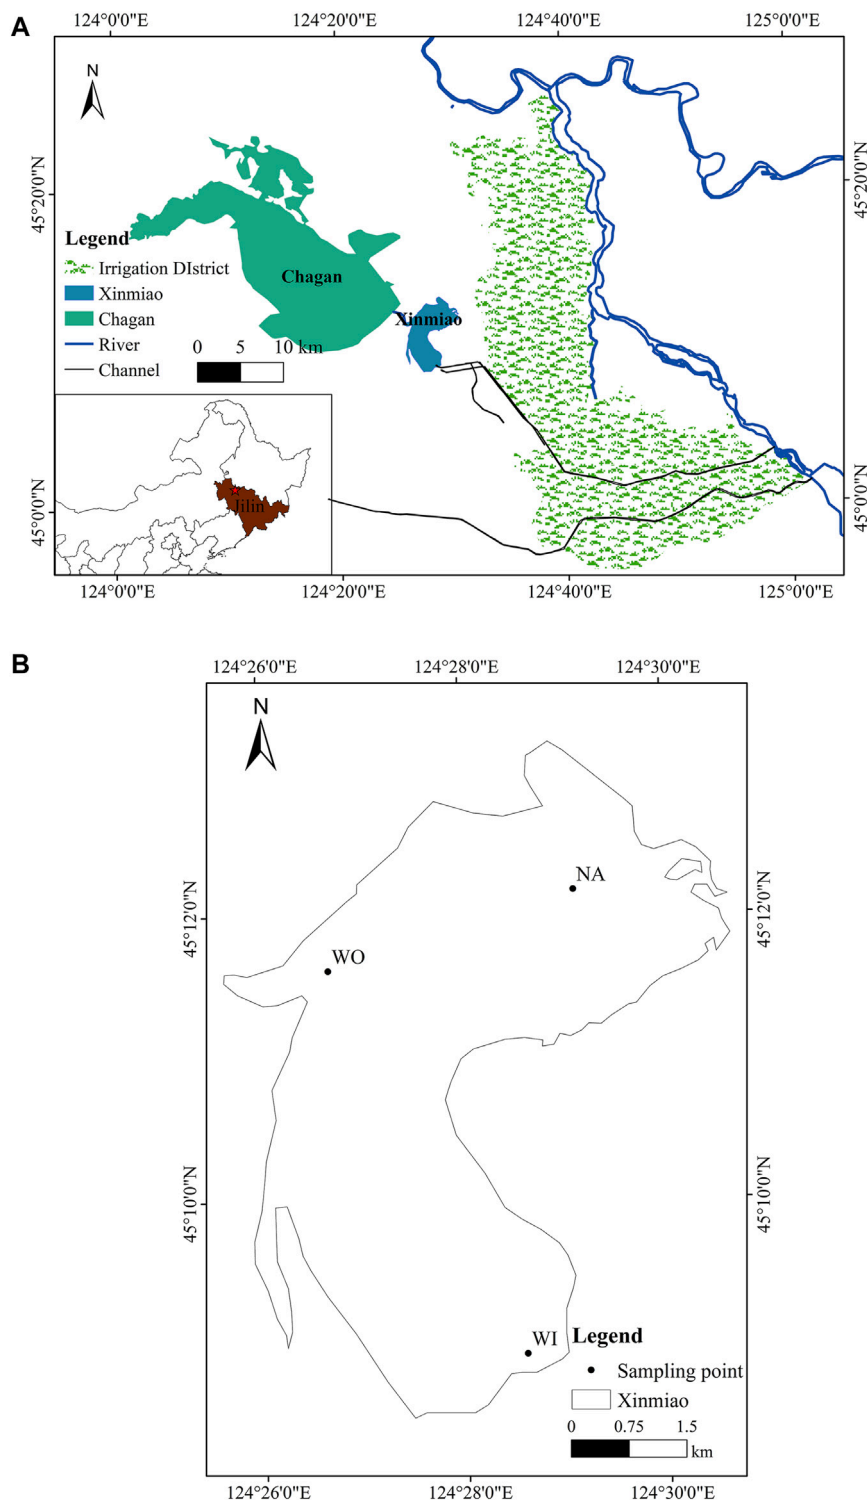 A
124°0'0"E 124°20'0"E 124°40'0"E 125°0'0"E
N
45°20'0"N
45°20'0"N
Legend
Irrigation DIstrict
Xinmiao
Chagan
River
Channel
0 5 10 km
Chagan
Xinmiao
Jilin
45°0'0"N
45°0'0"N
124°0'0"E 124°20'0"E 124°40'0"E 125°0'0"E
B
124°26'0"E 124°28'0"E 124°30'0"E
N
NA
45°12'0"N
45°12'0"N
WO
45°10'0"N
45°10'0"N
WI
Legend
Sampling point
Xinmiao
0 0.75 1.5
km
124°26'0"E 124°28'0"E 124°30'0"E